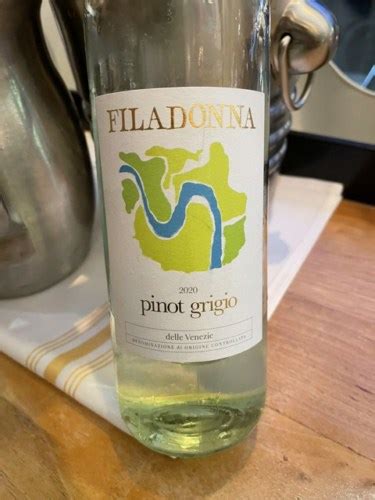 FILADONNA
2020
pinot grigio
delle Venezie
DENOMINAZIONE di ORIGINE CONTROLLATA